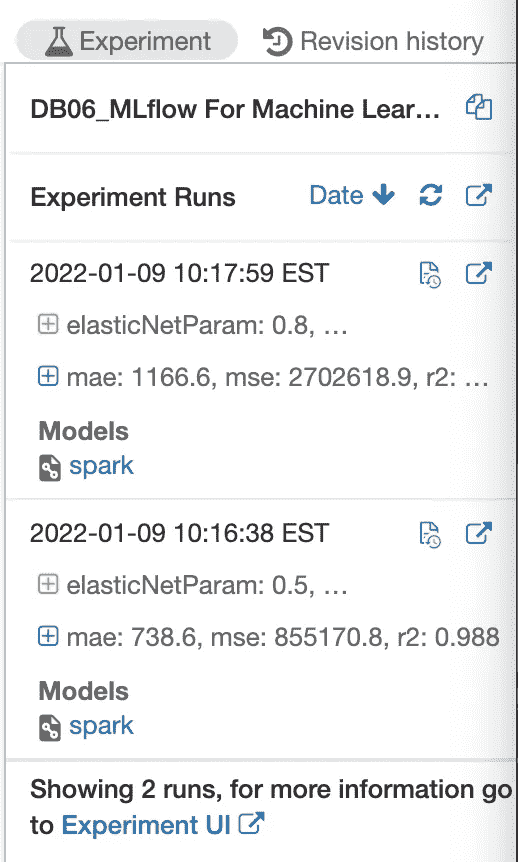 Experiment Revision history
DB06_MLflow For Machine Lear...
Experiment Runs Date
2022-01-09 10:17:59 EST
elasticNetParam: 0.8, ...
mae: 1166.6, mse: 2702618.9, r2: ...
Models
spark
2022-01-09 10:16:38 EST
elasticNetParam: 0.5, ...
mae: 738.6, mse: 855170.8, r2: 0.988
Models
spark
Showing 2 runs, for more information go
to Experiment UI